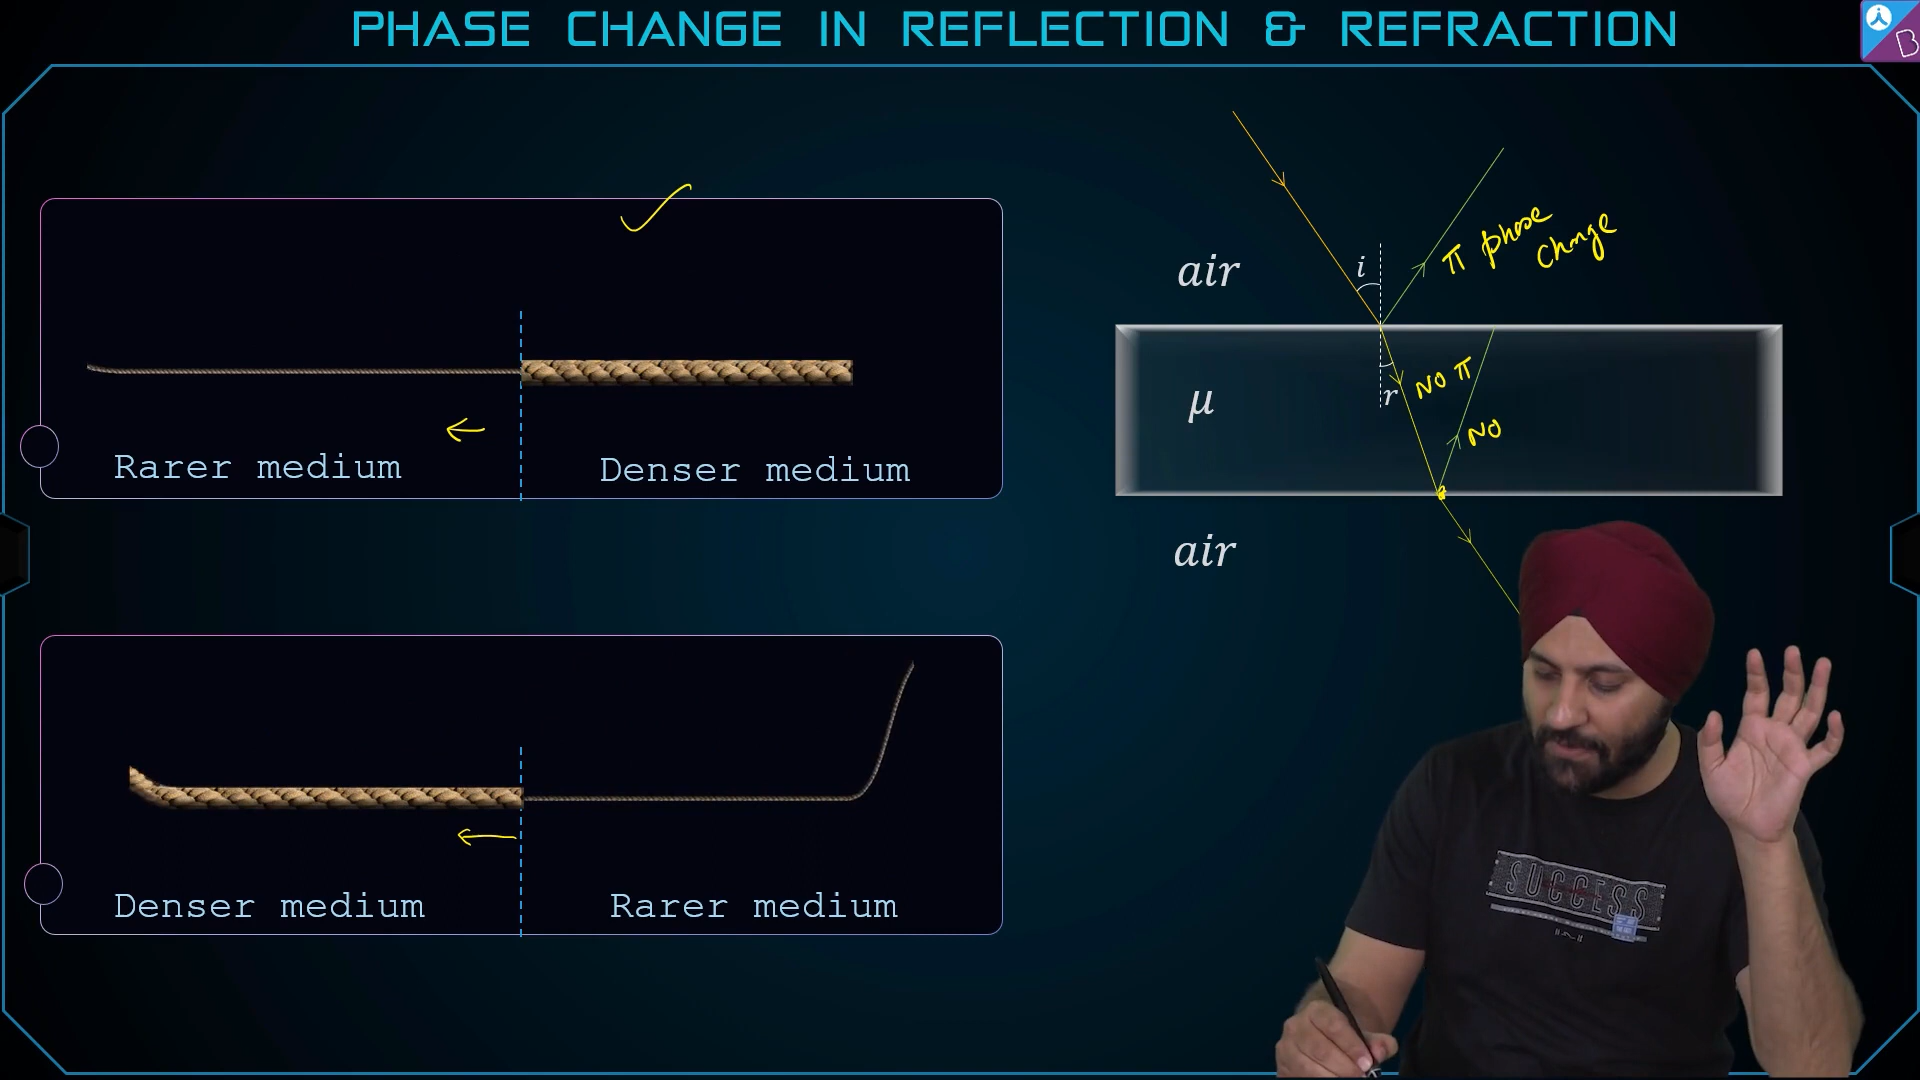 PHASE CHANGE IN REFLECTION & REFRACTION
B
Rarer medium
Denser medium
Denser medium
Rarer medium
air
i
π phase
change
μ
r
NO π
NO
air
SUCCESS